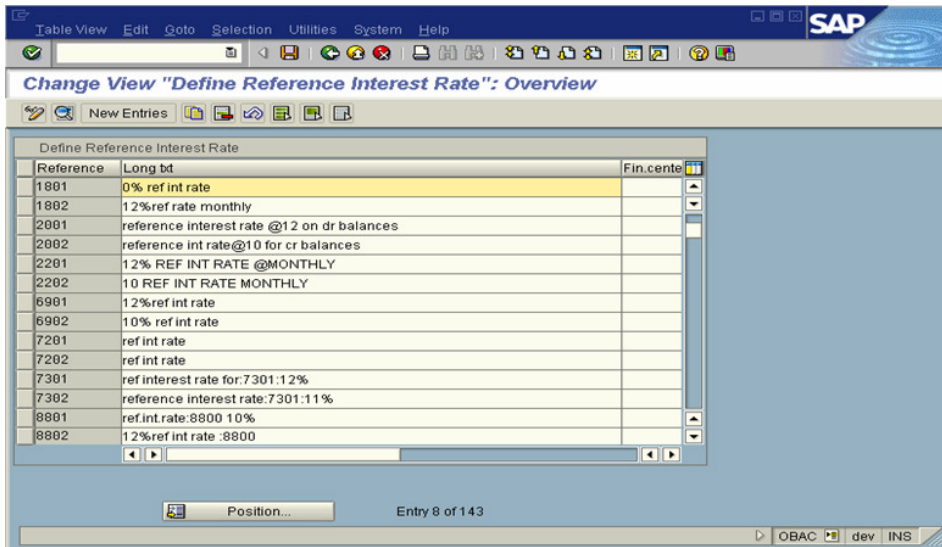 Table View Edit Goto Selection Utilities System Help
SAP
Change View "Define Reference Interest Rate": Overview
New Entries
Define Reference Interest Rate
Reference Long txt Fin.cente
1801 0% ref int rate
1802 12%ref rate monthly
2001 reference interest rate @12 on dr balances
2002 reference int rate@10 for cr balances
2201 12% REF INT RATE @MONTHLY
2202 10 REF INT RATE MONTHLY
6901 12%ref int rate
6902 10% ref int rate
7201 ref int rate
7202 ref int rate
7301 ref interest rate for:7301:12%
7302 reference interest rate:7301:11%
8801 ref.int.rate:8800 10%
8802 12%ref int rate :8800
Position... Entry 8 of 143
OBAC dev INS